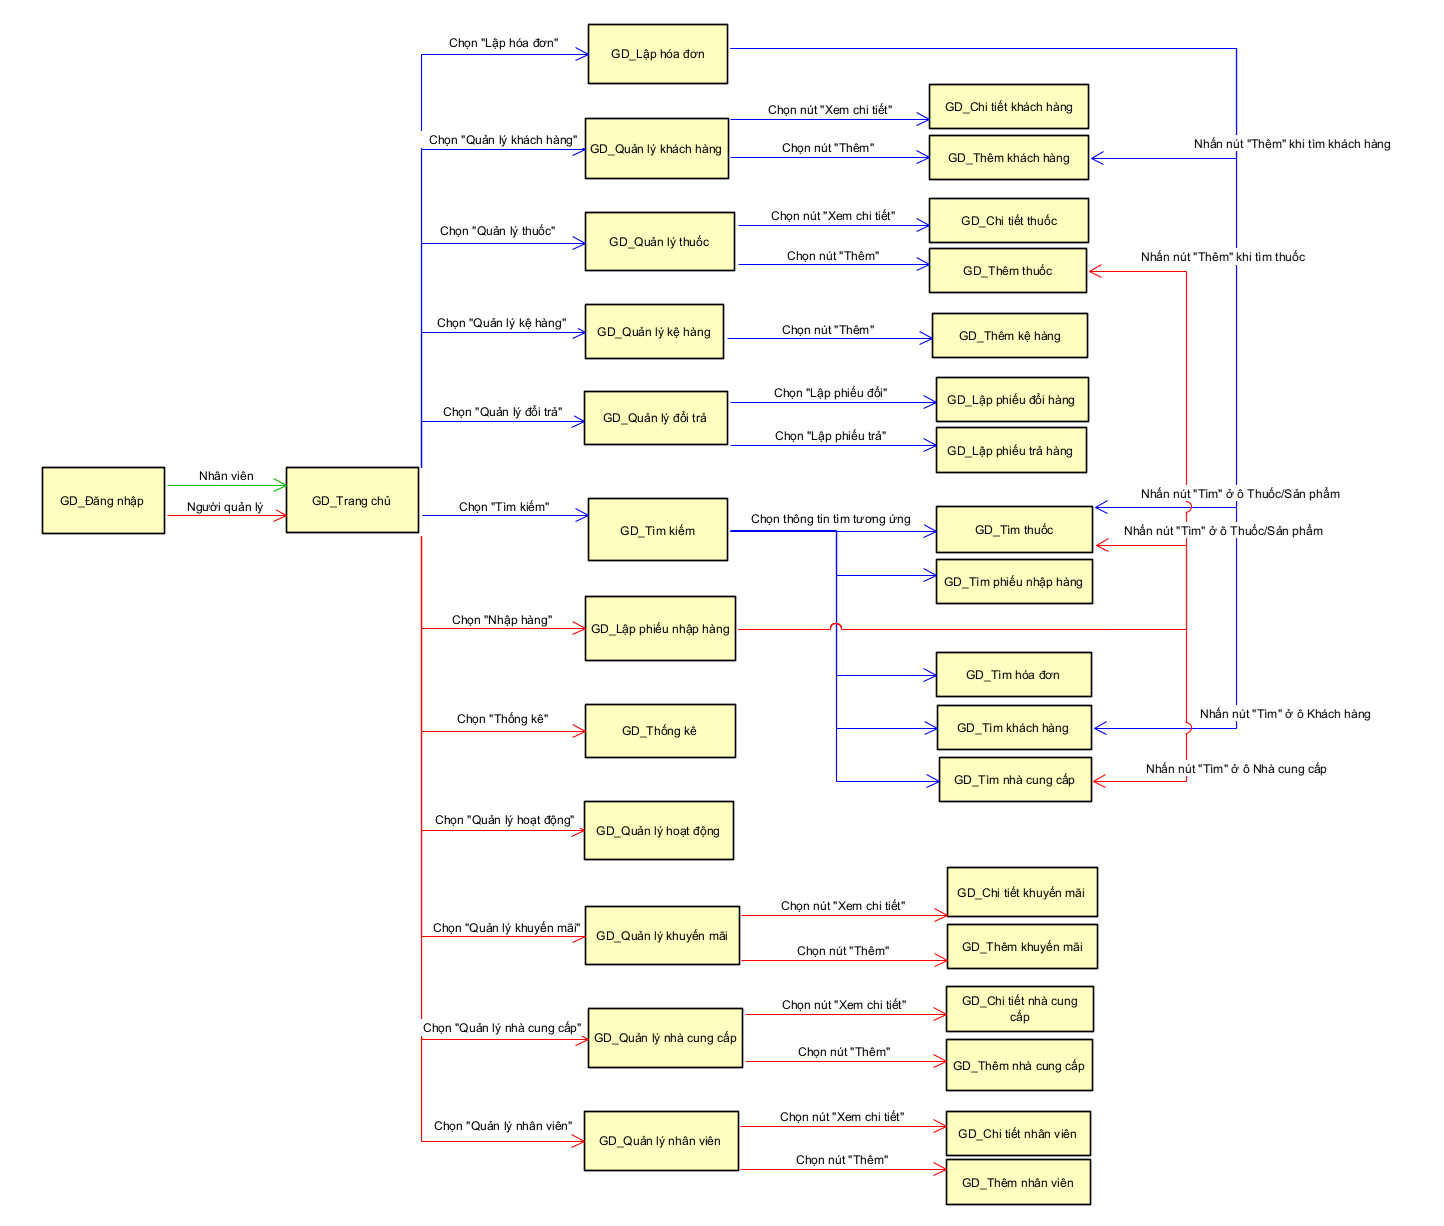 Chọn "Lập hóa đơn"
GD_Lập hóa đơn
Chọn "Quản lý khách hàng"
GD_Quản lý khách hàng
Chọn nút "Xem chi tiết"
GD_Chi tiết khách hàng
Chọn nút "Thêm"
GD_Thêm khách hàng
Nhấn nút "Thêm" khi tìm khách hàng
Chọn "Quản lý thuốc"
GD_Quản lý thuốc
Chọn nút "Xem chi tiết"
GD_Chi tiết thuốc
Chọn nút "Thêm"
GD_Thêm thuốc
Nhấn nút "Thêm" khi tìm thuốc
Chọn "Quản lý kệ hàng"
GD_Quản lý kệ hàng
Chọn nút "Thêm"
GD_Thêm kệ hàng
Chọn "Quản lý đổi trả"
GD_Quản lý đổi trả
Chọn "Lập phiếu đổi"
GD_Lập phiếu đổi hàng
Chọn "Lập phiếu trả"
GD_Lập phiếu trả hàng
GD_Đăng nhập
Nhân viên
Người quản lý
GD_Trang chủ
Chọn "Tìm kiếm"
GD_Tìm kiếm
Chọn thông tin tìm tương ứng
GD_Tìm thuốc
Nhấn nút "Tìm" ở ô Thuốc/Sản phẩm
Nhấn nút "Tìm" ở ô Thuốc/Sản phẩm
GD_Tìm phiếu nhập hàng
Chọn "Nhập hàng"
GD_Lập phiếu nhập hàng
GD_Tìm hóa đơn
Chọn "Thống kê"
GD_Thống kê
GD_Tìm khách hàng
Nhấn nút "Tìm" ở ô Khách hàng
GD_Tìm nhà cung cấp
Nhấn nút "Tìm" ở ô Nhà cung cấp
Chọn "Quản lý hoạt động"
GD_Quản lý hoạt động
Chọn "Quản lý khuyến mãi"
GD_Quản lý khuyến mãi
Chọn nút "Xem chi tiết"
GD_Chi tiết khuyến mãi
Chọn nút "Thêm"
GD_Thêm khuyến mãi
Chọn "Quản lý nhà cung cấp"
GD_Quản lý nhà cung cấp
Chọn nút "Xem chi tiết"
GD_Chi tiết nhà cung
cấp
Chọn nút "Thêm"
GD_Thêm nhà cung cấp
Chọn "Quản lý nhân viên"
GD_Quản lý nhân viên
Chọn nút "Xem chi tiết"
GD_Chi tiết nhân viên
Chọn nút "Thêm"
GD_Thêm nhân viên